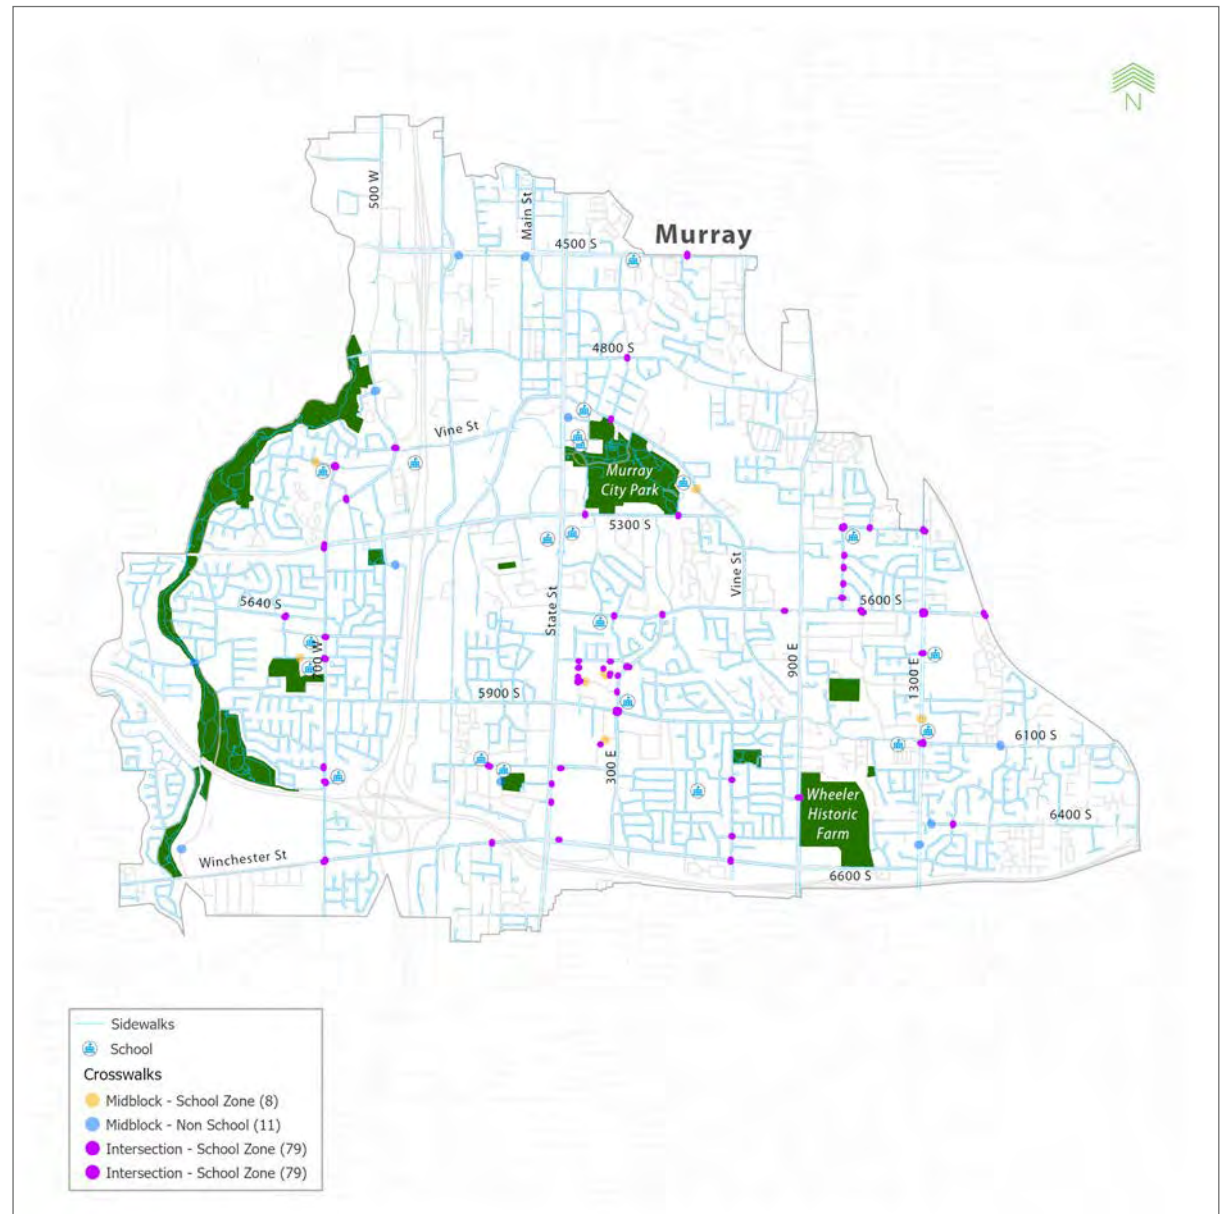 N
500 W
Main St
Murray
4500 S
4800 S
Vine St
Murray
City Park
5300 S
Vine St
5640 S
State St
5600 S
700 W
900 E
1300 E
5900 S
6100 S
300 E
Wheeler
Historic
Farm
6400 S
Winchester St
6600 S
Sidewalks
School
Crosswalks
Midblock - School Zone (8)
Midblock - Non School (11)
Intersection - School Zone (79)
Intersection - School Zone (79)